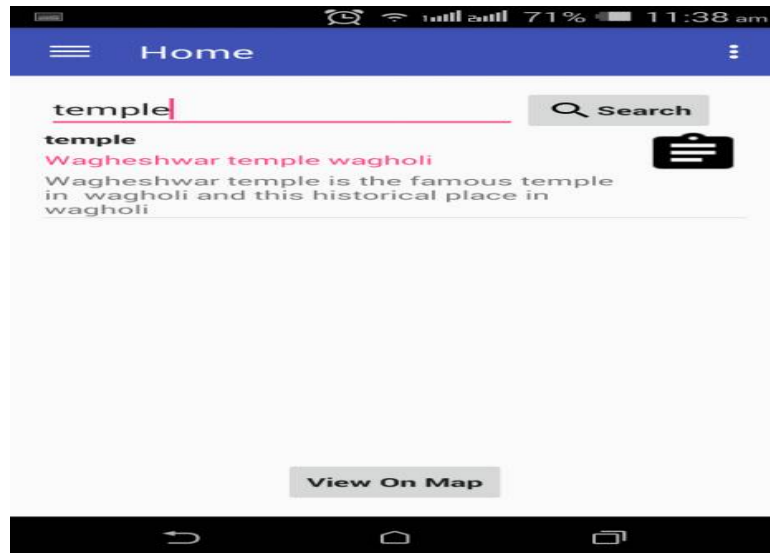 71% 11:38 am
Home
temple
Search
temple
Wagheshwar temple wagholi
Wagheshwar temple is the famous temple
in wagholi and this historical place in
wagholi
View On Map